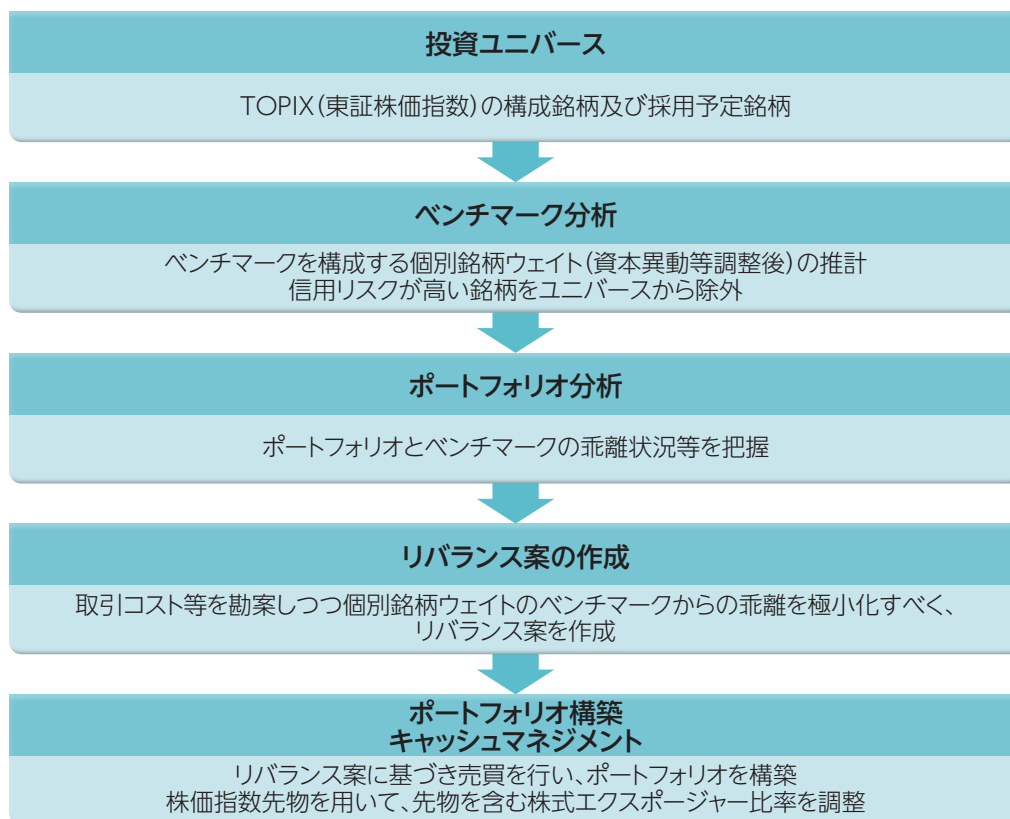 投資ユニバース
TOPIX(東証株価指数)の構成銘柄及び採用予定銘柄
ベンチマーク分析
ベンチマークを構成する個別銘柄ウェイト(資本異動等調整後)の推計
信用リスクが高い銘柄をユニバースから除外
ポートフォリオ分析
ポートフォリオとベンチマークの乖離状況等を把握
リバランス案の作成
取引コスト等を勘案しつつ個別銘柄ウェイトのベンチマークからの乖離を極小化すべく、
リバランス案を作成
ポートフォリオ構築
キャッシュマネジメント
リバランス案に基づき売買を行い、ポートフォリオを構築
株価指数先物を用いて、先物を含む株式エクスポージャー比率を調整